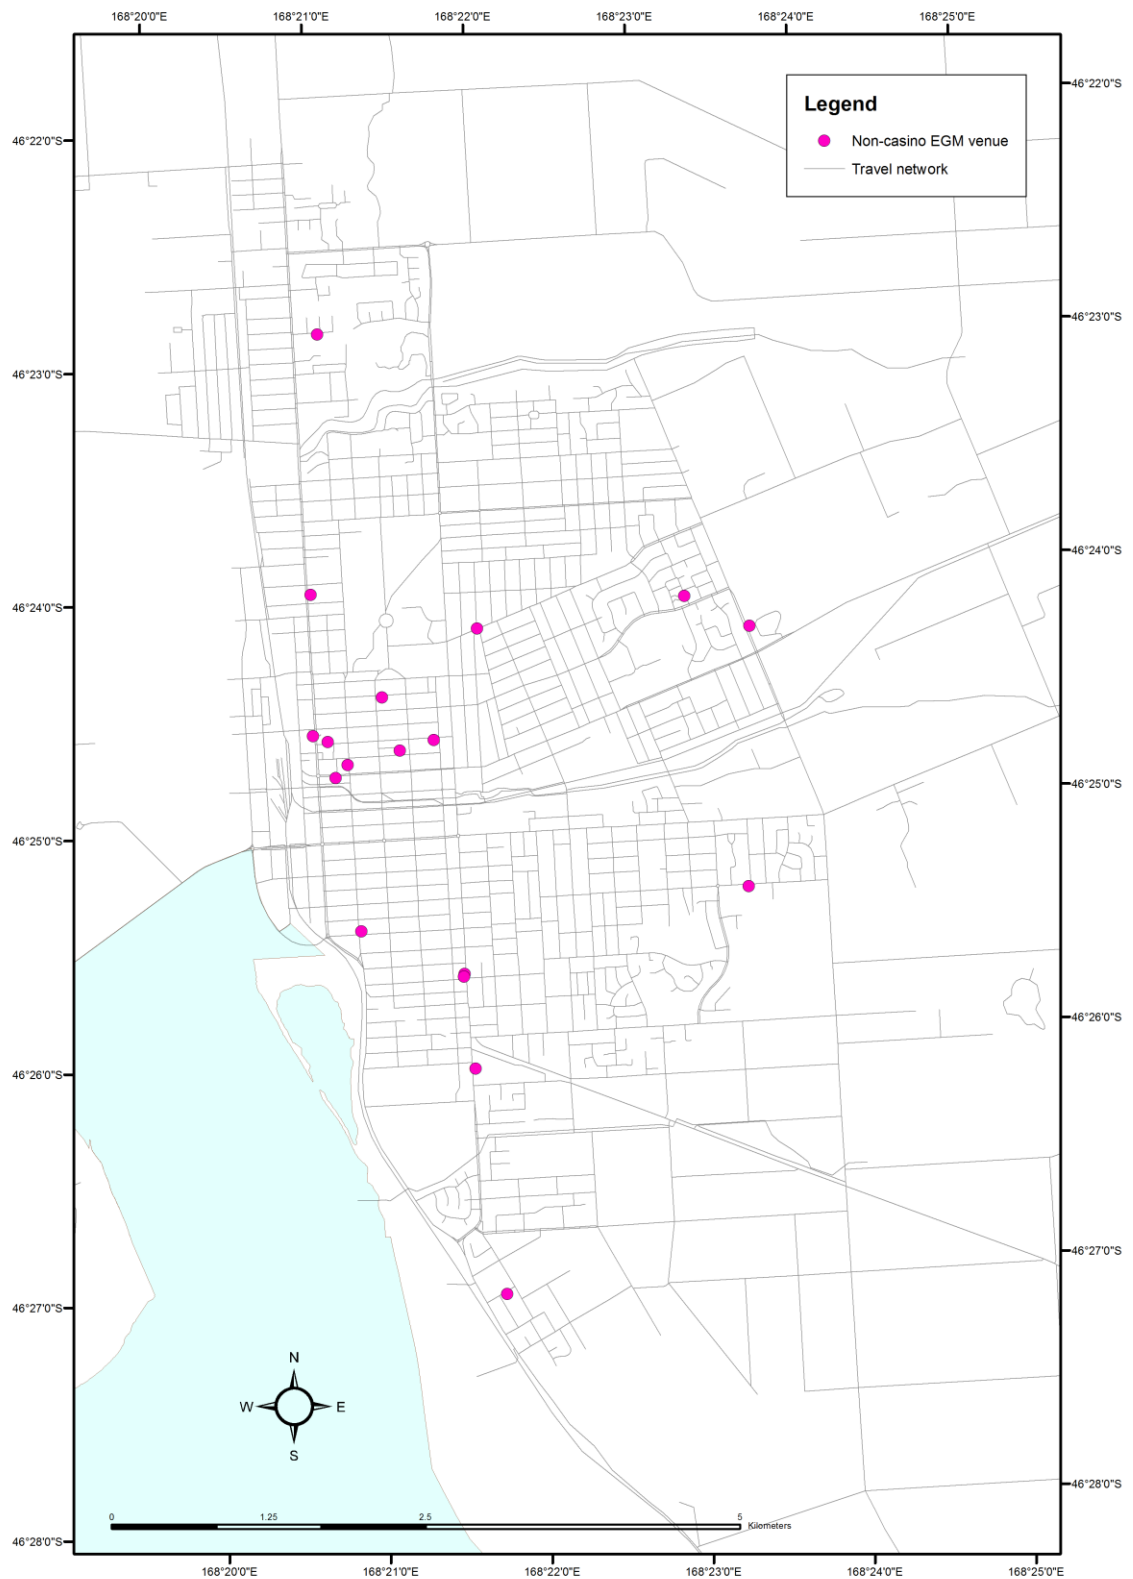 168°20'0"E 168°21'0"E 168°22'0"E 168°23'0"E 168°24'0"E 168°25'0"E
46°22'0"S
Legend
Non-casino EGM venue
46°22'0"S
Travel network
46°23'0"S
46°23'0"S
46°24'0"S
46°24'0"S
46°25'0"S
46°25'0"S
46°26'0"S
46°26'0"S
46°27'0"S
46°27'0"S
N
W E
S
46°28'0"S
0 1.25 2.5 5
Kilometers
46°28'0"S
168°20'0"E 168°21'0"E 168°22'0"E 168°23'0"E 168°24'0"E 168°25'0"E